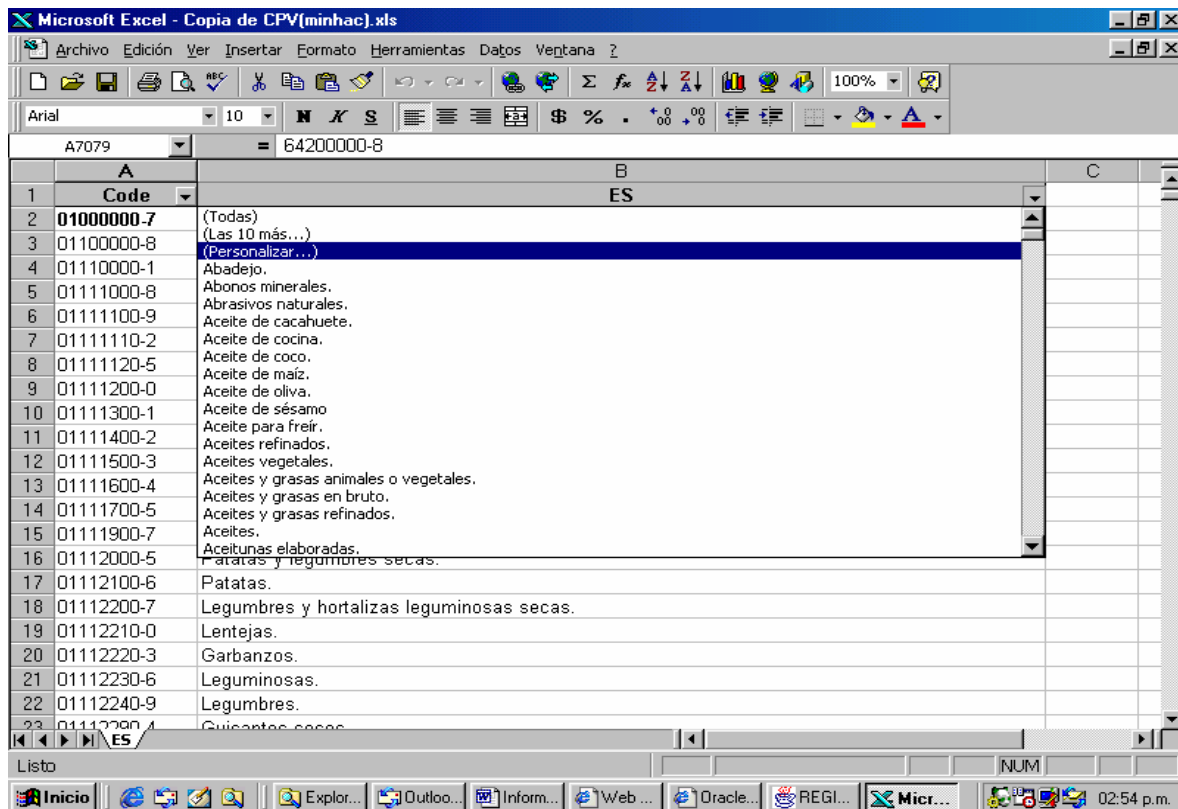 Microsoft Excel - Copia de CPV(minhac).xls
Archivo Edición Ver Insertar Formato Herramientas Datos Ventana ?
100%
Arial 10 N K S $ % .
A7079 = 64200000-8
A B C
1 Code ES
2 01000000-7
3 01100000-8
4 01110000-1
5 01111000-8
6 01111100-9
7 01111110-2
8 01111120-5
9 01111200-0
10 01111300-1
11 01111400-2
12 01111500-3
13 01111600-4
14 01111700-5
15 01111900-7
(Todas)
(Las 10 más...)
(Personalizar...)
Abadejo.
Abonos minerales.
Abrasivos naturales.
Aceite de cacahuete.
Aceite de cocina.
Aceite de coco.
Aceite de maíz.
Aceite de oliva.
Aceite de sésamo
Aceite para freír.
Aceites refinados.
Aceites vegetales.
Aceites y grasas animales o vegetales.
Aceites y grasas en bruto.
Aceites y grasas refinados.
Aceites.
Aceitunas elaboradas.
16 01112000-5 Patatas y legumbres secas.
17 01112100-6 Patatas.
18 01112200-7 Legumbres y hortalizas leguminosas secas.
19 01112210-0 Lentejas.
20 01112220-3 Garbanzos.
21 01112230-6 Leguminosas.
22 01112240-9 Legumbres.
23 01112290-4 Guisantes secos
ES
Listo NUM
Inicio Explor... Outloo... Inform... Web ... Oracle... REGI... Micr... 02:54 p.m.